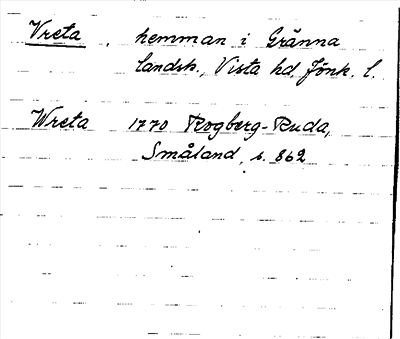 Vreta, hemman i Gränna
landsk., Vista hd, Jönk. l.
Wreta 1770 Rogberg-Ruda,
Småland, s. 862